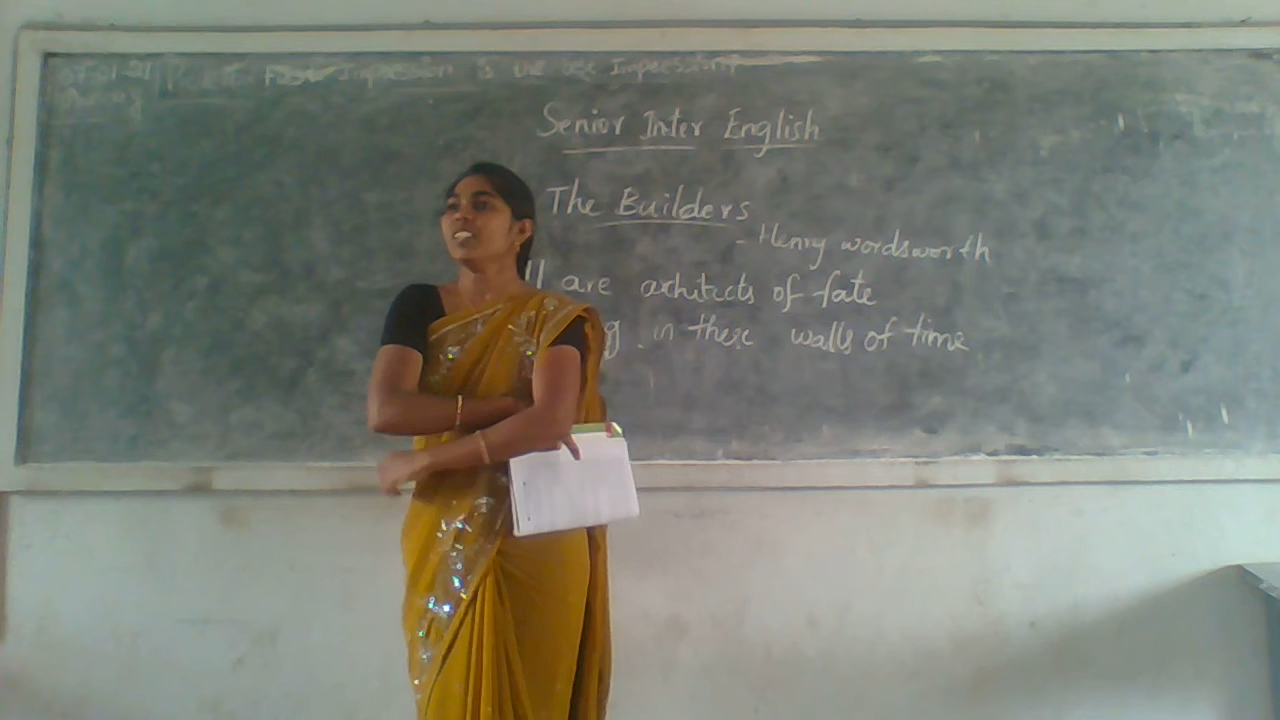 Impression is the best Impression
Senior Inter English
The Builders
- Henry wordsworth
ll are architects of fate
g in these walls of time